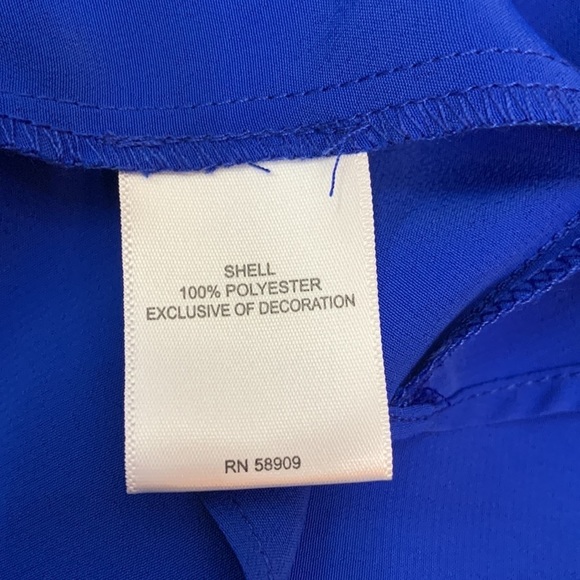 SHELL
100% POLYESTER
EXCLUSIVE OF DECORATION
RN 58909